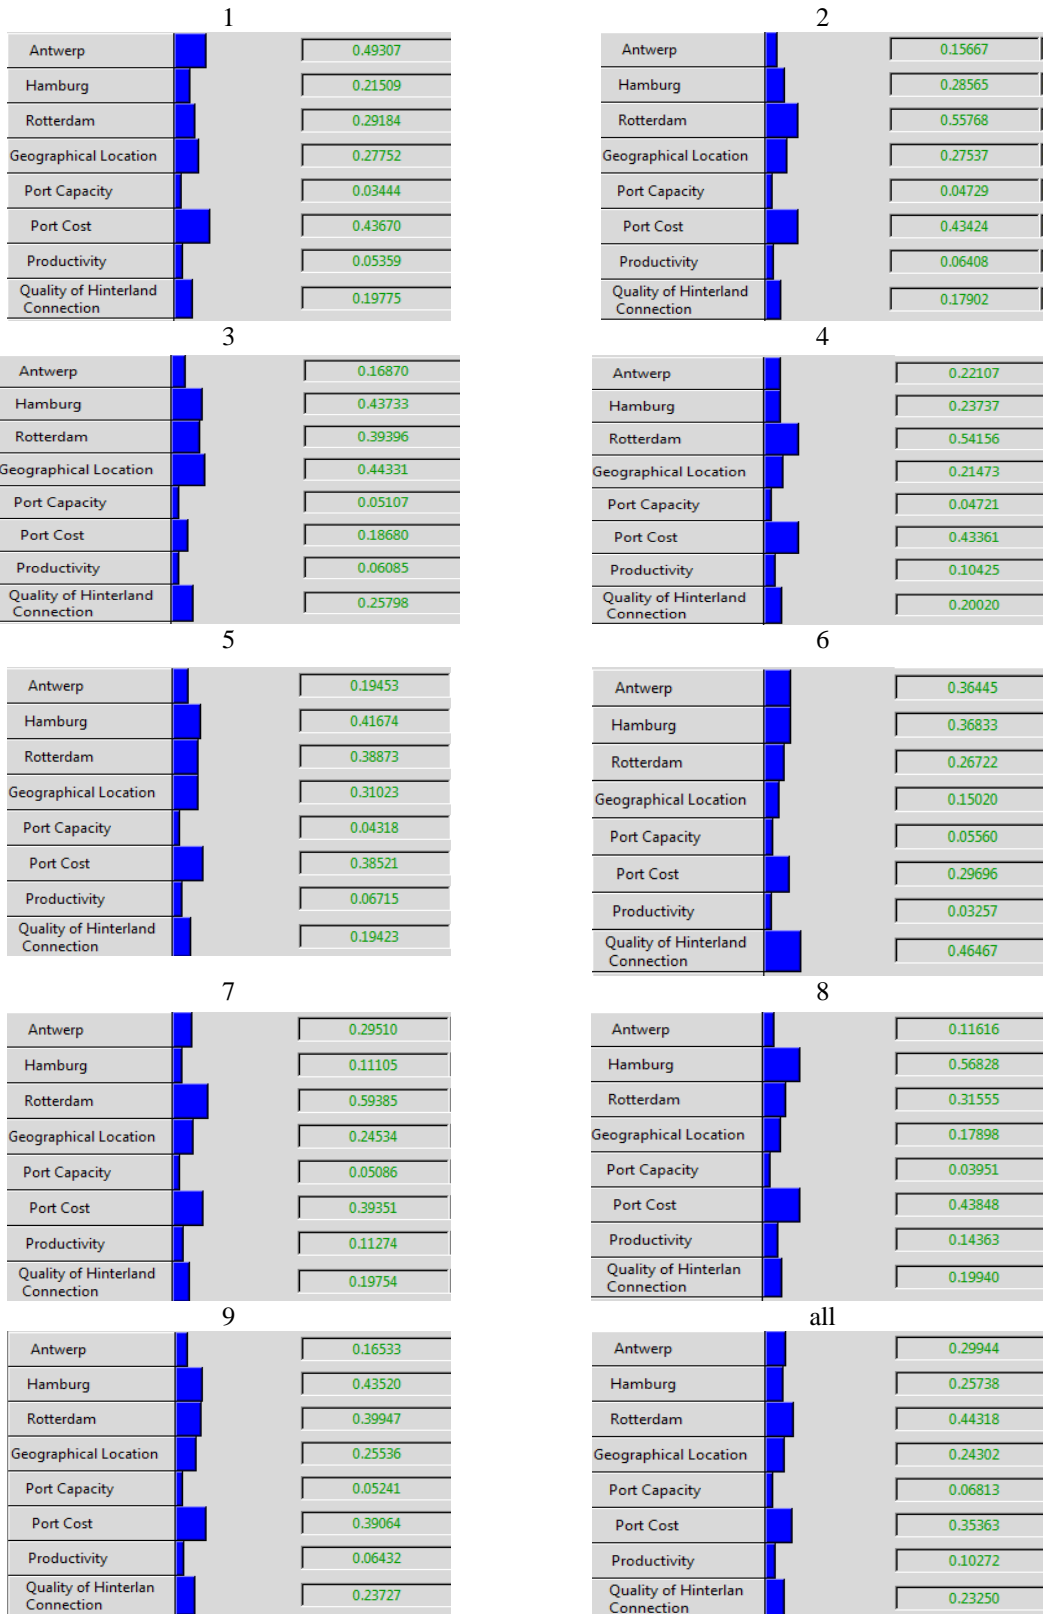 1
Antwerp 0.49307
Hamburg 0.21509
Rotterdam 0.29184
Geographical Location 0.27752
Port Capacity 0.03444
Port Cost 0.43670
Productivity 0.05359
Quality of Hinterland
Connection 0.19775
2
Antwerp 0.15667
Hamburg 0.28565
Rotterdam 0.55768
Geographical Location 0.27537
Port Capacity 0.04729
Port Cost 0.43424
Productivity 0.06408
Quality of Hinterland
Connection 0.17902
3
Antwerp 0.16870
Hamburg 0.43733
Rotterdam 0.39396
Geographical Location 0.44331
Port Capacity 0.05107
Port Cost 0.18680
Productivity 0.06085
Quality of Hinterland
Connection 0.25798
4
Antwerp 0.22107
Hamburg 0.23737
Rotterdam 0.54156
Geographical Location 0.21473
Port Capacity 0.04721
Port Cost 0.43361
Productivity 0.10425
Quality of Hinterland
Connection 0.20020
5
Antwerp 0.19453
Hamburg 0.41674
Rotterdam 0.38873
Geographical Location 0.31023
Port Capacity 0.04318
Port Cost 0.38521
Productivity 0.06715
Quality of Hinterland
Connection 0.19423
6
Antwerp 0.36445
Hamburg 0.36833
Rotterdam 0.26722
Geographical Location 0.15020
Port Capacity 0.05560
Port Cost 0.29696
Productivity 0.03257
Quality of Hinterland
Connection 0.46467
7
Antwerp 0.29510
Hamburg 0.11105
Rotterdam 0.59385
Geographical Location 0.24534
Port Capacity 0.05086
Port Cost 0.39351
Productivity 0.11274
Quality of Hinterland
Connection 0.19754
8
Antwerp 0.11616
Hamburg 0.56828
Rotterdam 0.31555
Geographical Location 0.17898
Port Capacity 0.03951
Port Cost 0.43848
Productivity 0.14363
Quality of Hinterlan
Connection 0.19940
9
Antwerp 0.16533
Hamburg 0.43520
Rotterdam 0.39947
Geographical Location 0.25536
Port Capacity 0.05241
Port Cost 0.39064
Productivity 0.06432
Quality of Hinterlan
Connection 0.23727
all
Antwerp 0.29944
Hamburg 0.25738
Rotterdam 0.44318
Geographical Location 0.24302
Port Capacity 0.06813
Port Cost 0.35363
Productivity 0.10272
Quality of Hinterlan
Connection 0.23250